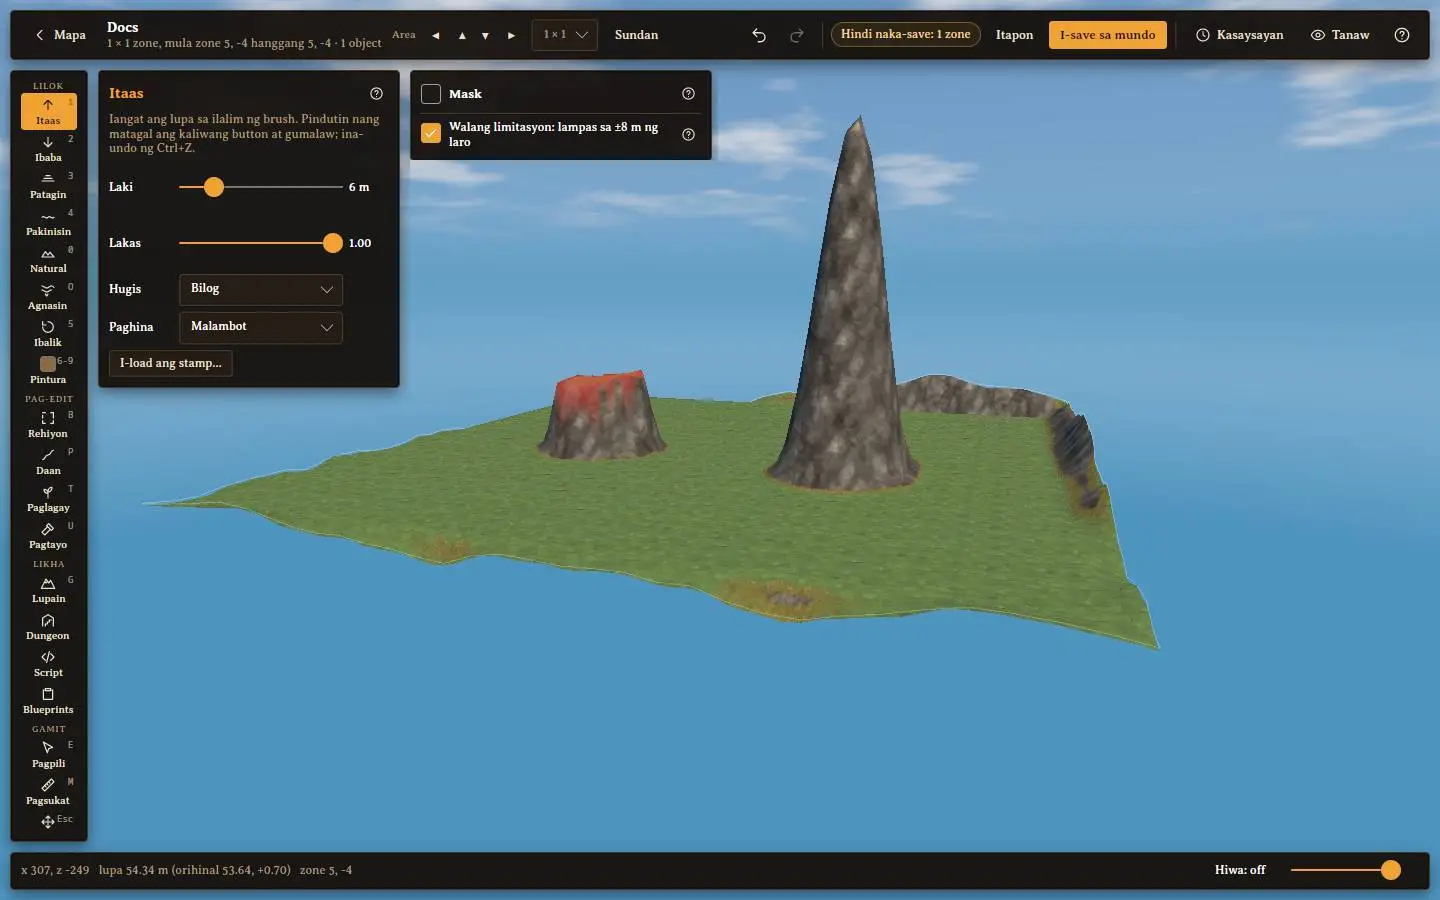 Mapa
Docs
1 × 1 zone, mula zone 5, -4 hanggang 5, -4 · 1 object
Area
1 × 1
Sundan
Hindi naka-save: 1 zone
Itapon
I-save sa mundo
Kasaysayan
Tanaw
LILOK
1
Itaas
2
Ibaba
3
Patagin
4
Pakinisin
0
Natural
O
Agnasin
5
Ibalik
6-9
Pintura
PAG-EDIT
B
Rehiyon
P
Daan
T
Paglagay
U
Pagtayo
LIKHA
G
Lupain
Dungeon
Script
Blueprints
GAMIT
E
Pagpili
M
Pagsukat
Esc
Itaas
Iangat ang lupa sa ilalim ng brush. Pindutin nang
matagal ang kaliwang button at gumalaw; ina-
undo ng Ctrl+Z.
Laki
6 m
Lakas
1.00
Hugis
Bilog
Paghina
Malambot
I-load ang stamp...
Mask
Walang limitasyon: lampas sa ±8 m ng
laro
x 307, z -249 lupa 54.34 m (orihinal 53.64, +0.70) zone 5, -4
Hiwa: off